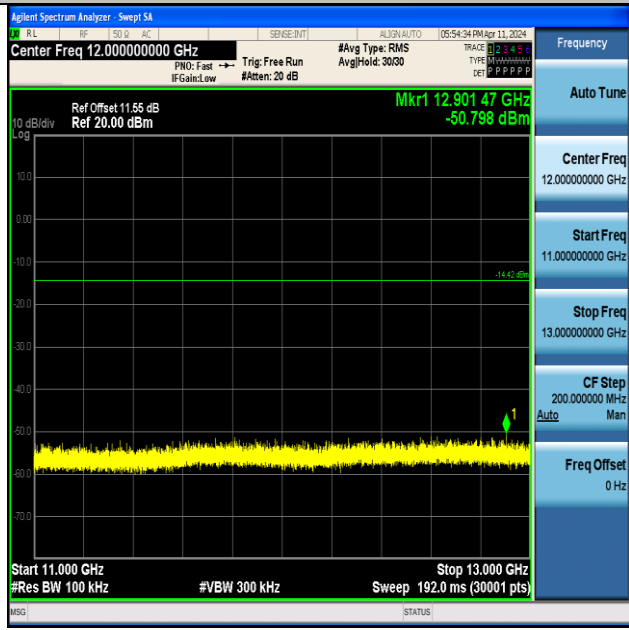 Agilent Spectrum Analyzer - Swept SA
RL RF 50 Ω AC SENSE:INT ALIGN AUTO 05:54:34 PM Apr 11, 2024
Center Freq 12.000000000 GHz
PNO: Fast
IFGain:Low
Trig: Free Run
#Atten: 20 dB
#Avg Type: RMS
Avg|Hold: 30/30
TRACE 1 2 3 4 5 6
TYPE M
DET P P P P P P
Mkr1 12.901 47 GHz
-50.798 dBm
Ref Offset 11.55 dB
10 dB/div Ref 20.00 dBm
Log
10.0
0.00
-10.0
-14.42 dBm
-20.0
-30.0
-40.0
1
-50.0
-60.0
-70.0
Start 11.000 GHz Stop 13.000 GHz
#Res BW 100 kHz #VBW 300 kHz Sweep 192.0 ms (30001 pts)
MSG STATUS
Frequency
Auto Tune
Center Freq
12.000000000 GHz
Start Freq
11.000000000 GHz
Stop Freq
13.000000000 GHz
CF Step
200.000000 MHz
Auto Man
Freq Offset
0 Hz